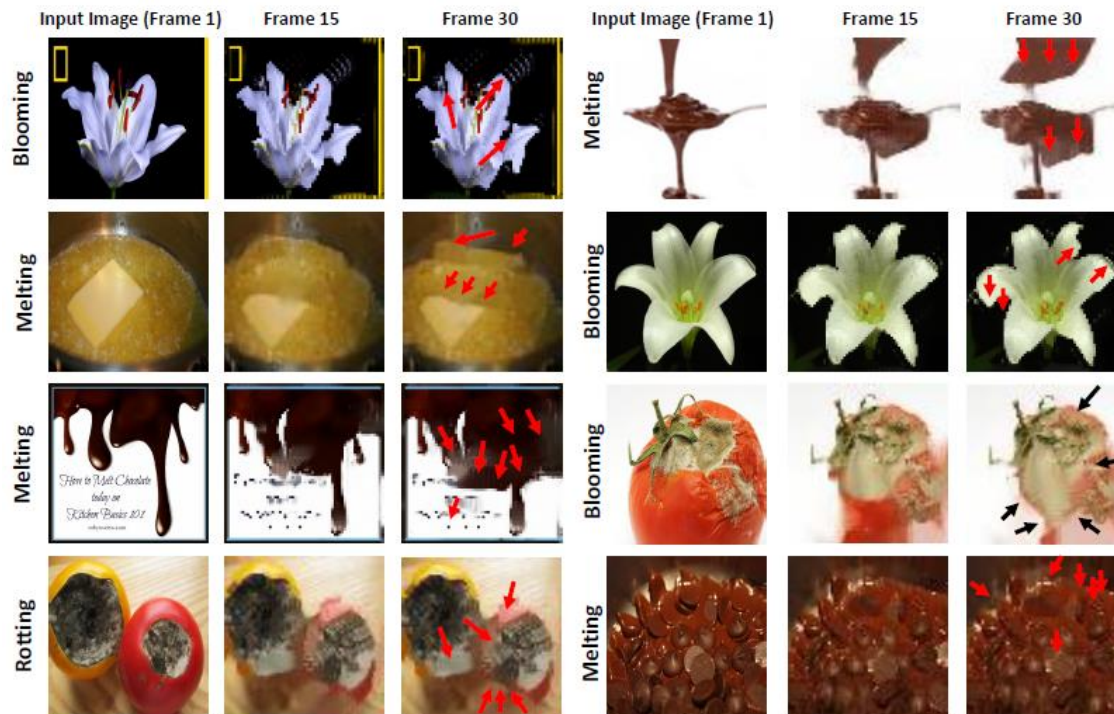 Input Image (Frame 1) Frame 15 Frame 30 Input Image (Frame 1) Frame 15 Frame 30
Blooming
Melting
Melting
Blooming
Melting
How to Melt Chocolate
today on
Kitchen Basics 101
Blooming
Rotting
Melting